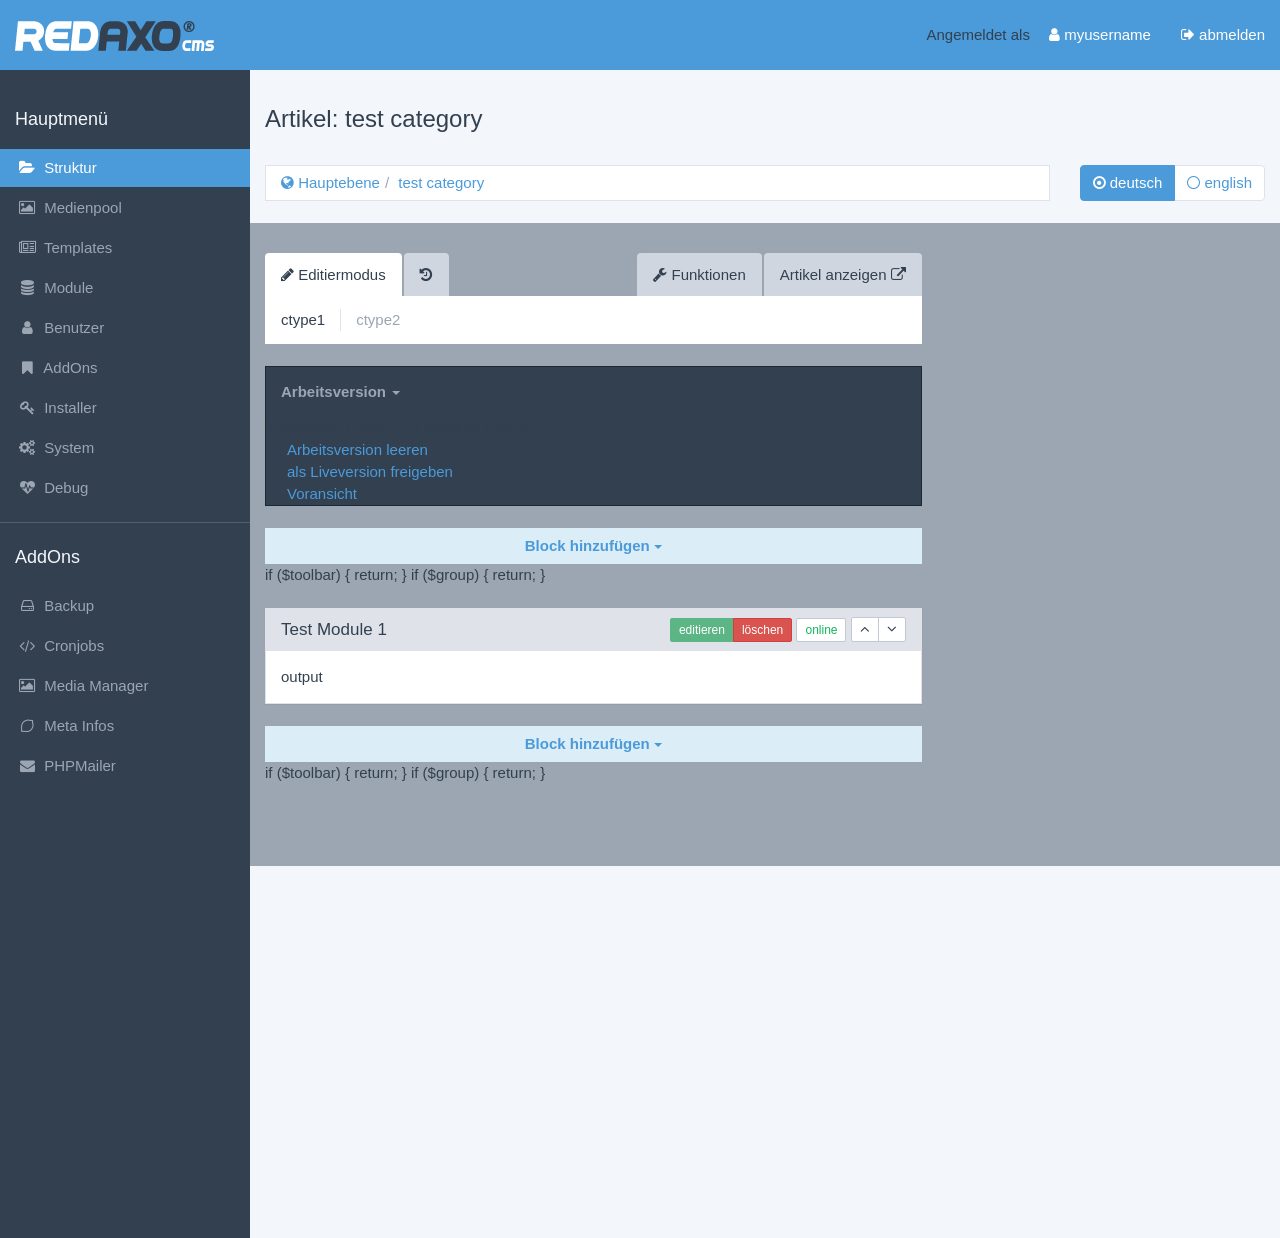 REDAXO® cms
Angemeldet als myusername abmelden
Hauptmenü
Struktur
Medienpool
Templates
Module
Benutzer
AddOns
Installer
System
Debug
AddOns
Backup
Cronjobs
Media Manager
Meta Infos
PHPMailer
Artikel: test category
Hauptebene / test category
deutsch english
Editiermodus
Funktionen Artikel anzeigen
ctype1 ctype2
Arbeitsversion
Arbeitsversion leeren
als Liveversion freigeben
Voransicht
Block hinzufügen
if ($toolbar) { return; } if ($group) { return; }
Test Module 1 editieren löschen online
output
Block hinzufügen
if ($toolbar) { return; } if ($group) { return; }